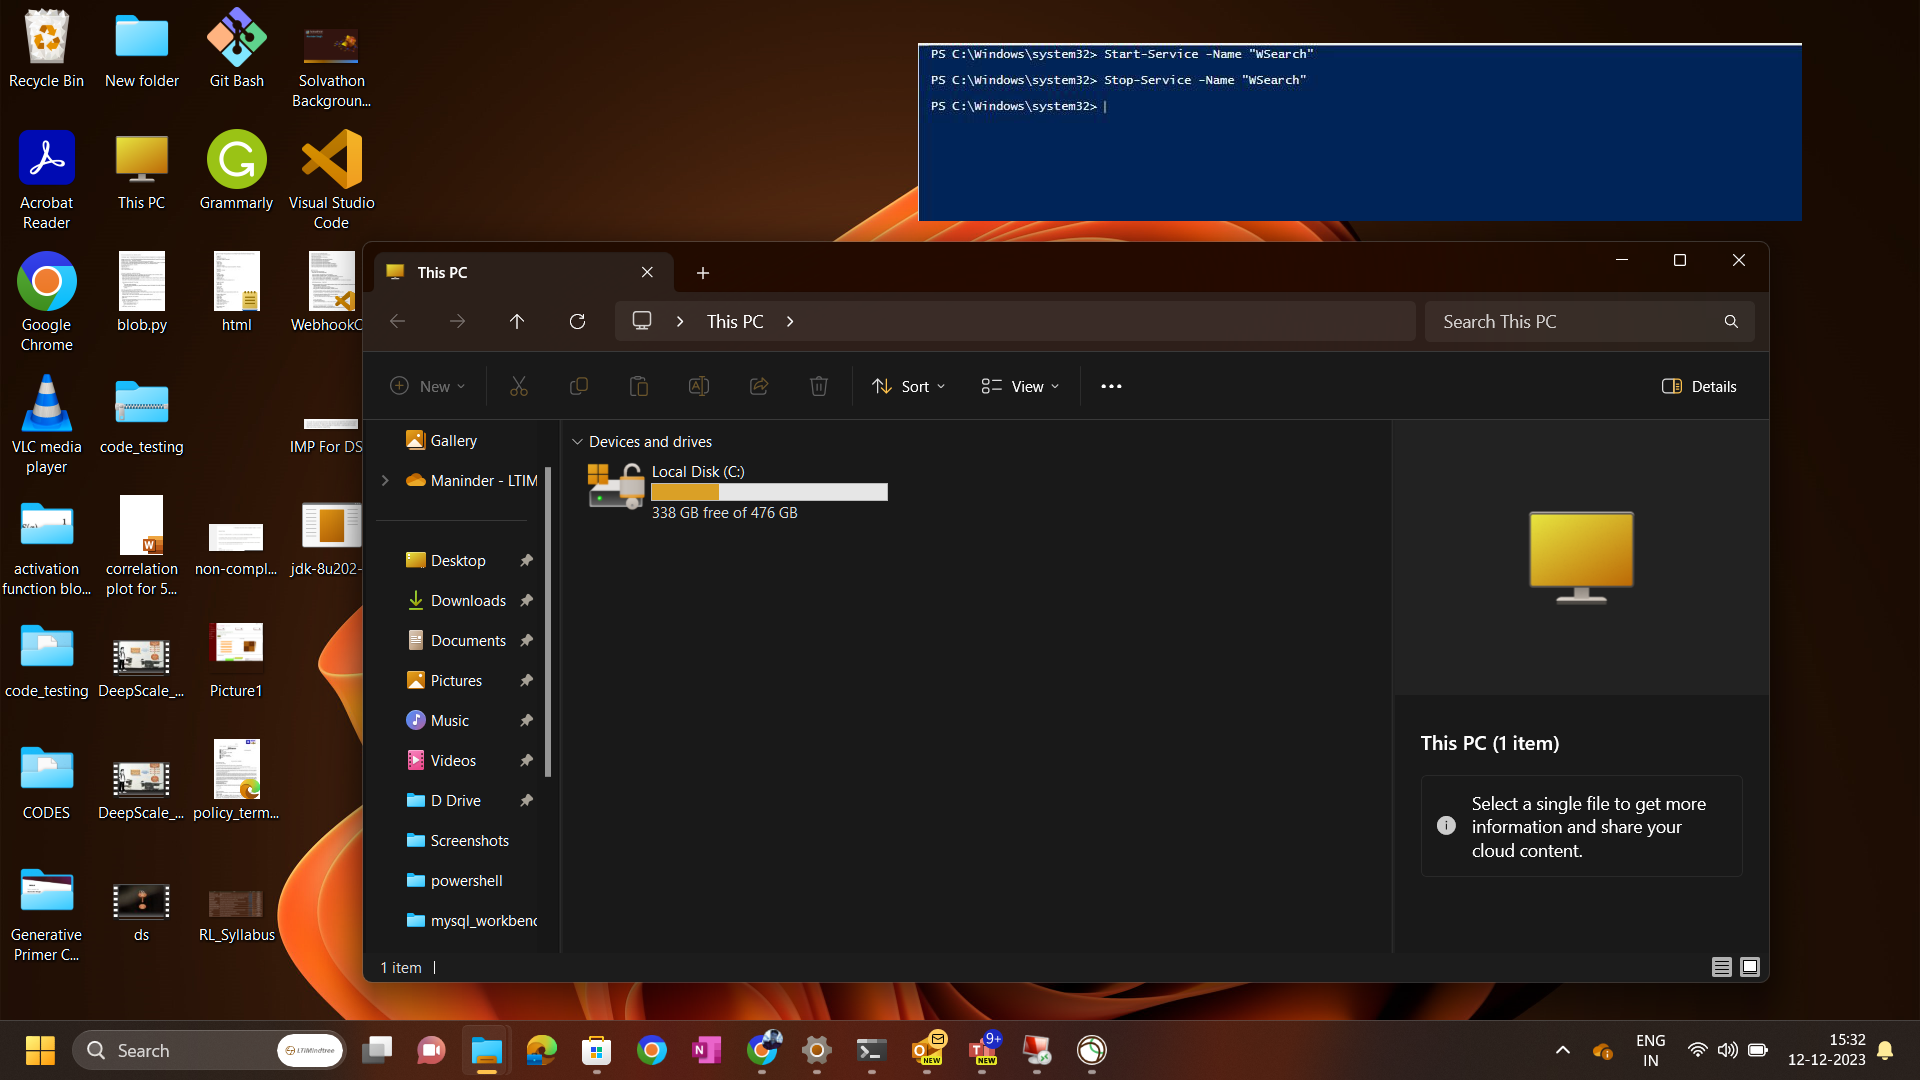 Recycle Bin
New folder
Git Bash
Solvathon
Backgroun...
Acrobat
Reader
This PC
Grammarly
Visual Studio
Code
Google
Chrome
blob.py
html
WebhookC
VLC media
player
code_testing
IMP For DS
activation
function blo...
correlation
plot for 5...
non-compl...
jdk-8u202-
code_testing
DeepScale_...
Picture1
CODES
DeepScale_...
policy_term...
Generative
Primer C...
ds
RL_Syllabus
PS C:\Windows\system32> Start-Service -Name "WSearch"
PS C:\Windows\system32> Stop-Service -Name "WSearch"
PS C:\Windows\system32>
This PC
This PC
Search This PC
New
Sort
View
Details
Gallery
Maninder - LTIM
Desktop
Downloads
Documents
Pictures
Music
Videos
D Drive
Screenshots
powershell
mysql_workbenc
Devices and drives
Local Disk (C:)
338 GB free of 476 GB
This PC (1 item)
Select a single file to get more
information and share your
cloud content.
1 item
Search
LTIMindtree
NEW
9+
NEW
ENG
IN
15:32
12-12-2023